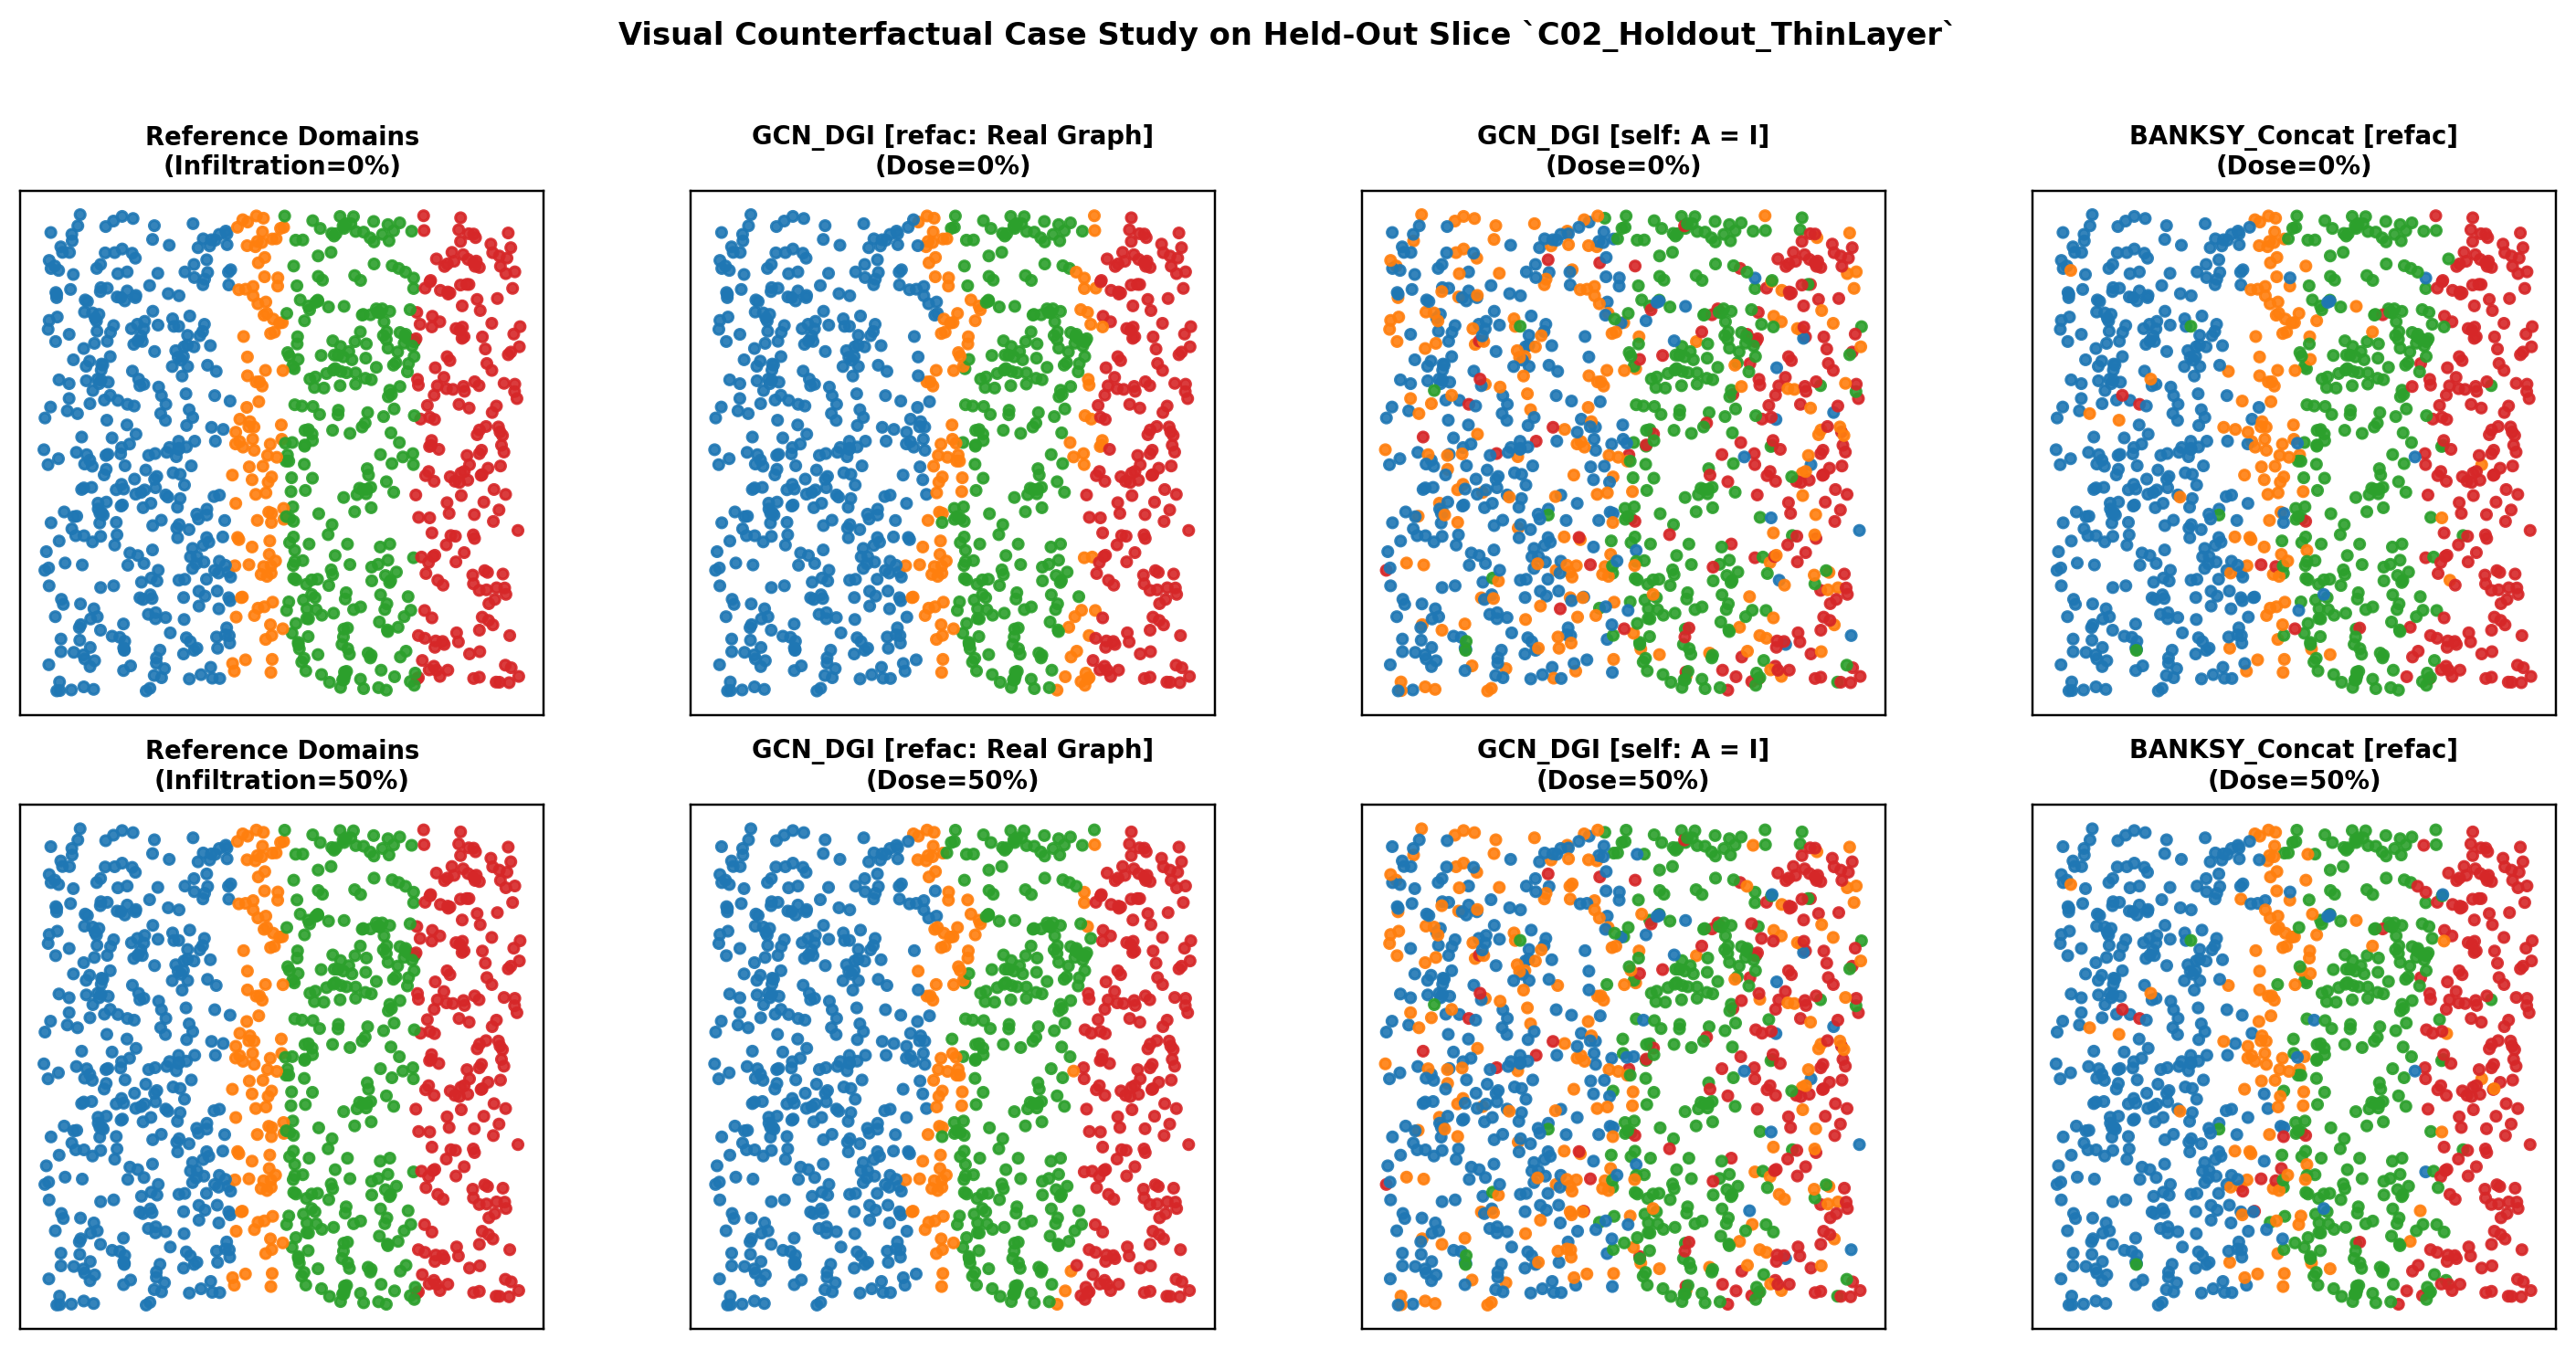 Visual Counterfactual Case Study on Held-Out Slice `C02_Holdout_ThinLayer`
Reference Domains
(Infiltration=0%)
GCN_DGI [refac: Real Graph]
(Dose=0%)
GCN_DGI [self: A = I]
(Dose=0%)
BANKSY_Concat [refac]
(Dose=0%)
Reference Domains
(Infiltration=50%)
GCN_DGI [refac: Real Graph]
(Dose=50%)
GCN_DGI [self: A = I]
(Dose=50%)
BANKSY_Concat [refac]
(Dose=50%)